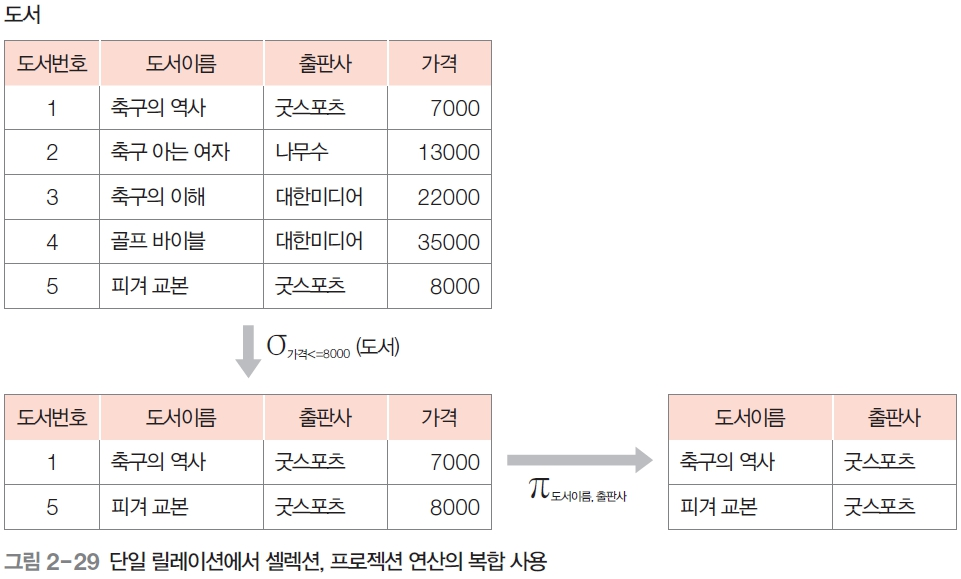 도서
도서번호 도서이름 출판사 가격
1 축구의 역사 굿스포츠 7000
2 축구 아는 여자 나무수 13000
3 축구의 이해 대한미디어 22000
4 골프 바이블 대한미디어 35000
5 피겨 교본 굿스포츠 8000
σ가격<=8000 (도서)
도서번호 도서이름 출판사 가격
1 축구의 역사 굿스포츠 7000
5 피겨 교본 굿스포츠 8000
π도서이름, 출판사
도서이름 출판사
축구의 역사 굿스포츠
피겨 교본 굿스포츠
그림 2-29 단일 릴레이션에서 셀렉션, 프로젝션 연산의 복합 사용